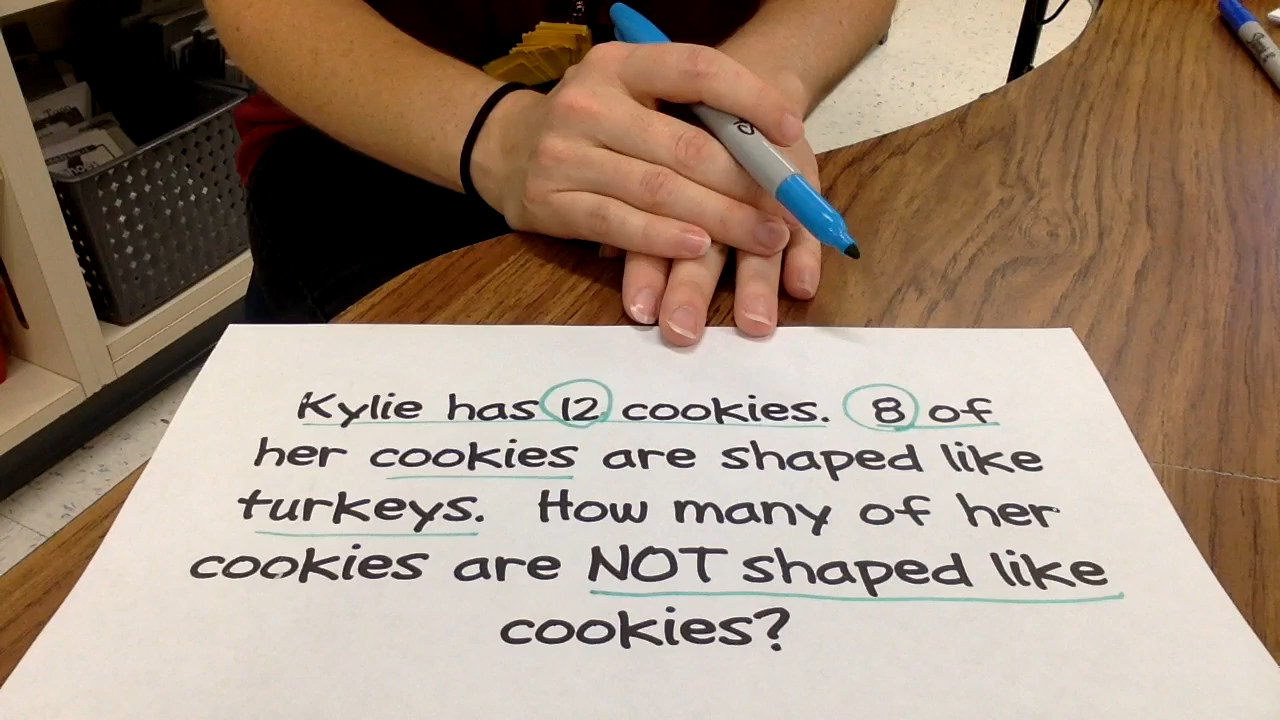 Kylie has 12 cookies. 8 of
her cookies are shaped like
turkeys. How many of her
cookies are NOT shaped like
cookies?